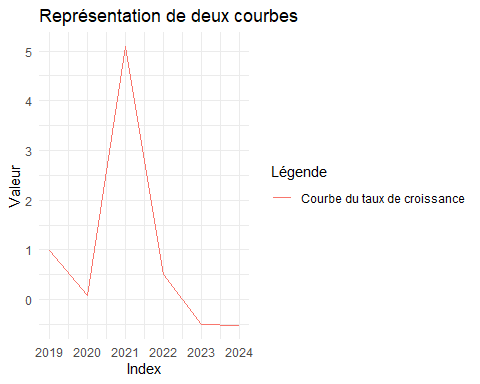 Représentation de deux courbes
Valeur
5
4
3
2
1
0
2019 2020 2021 2022 2023 2024
Index
Légende
Courbe du taux de croissance